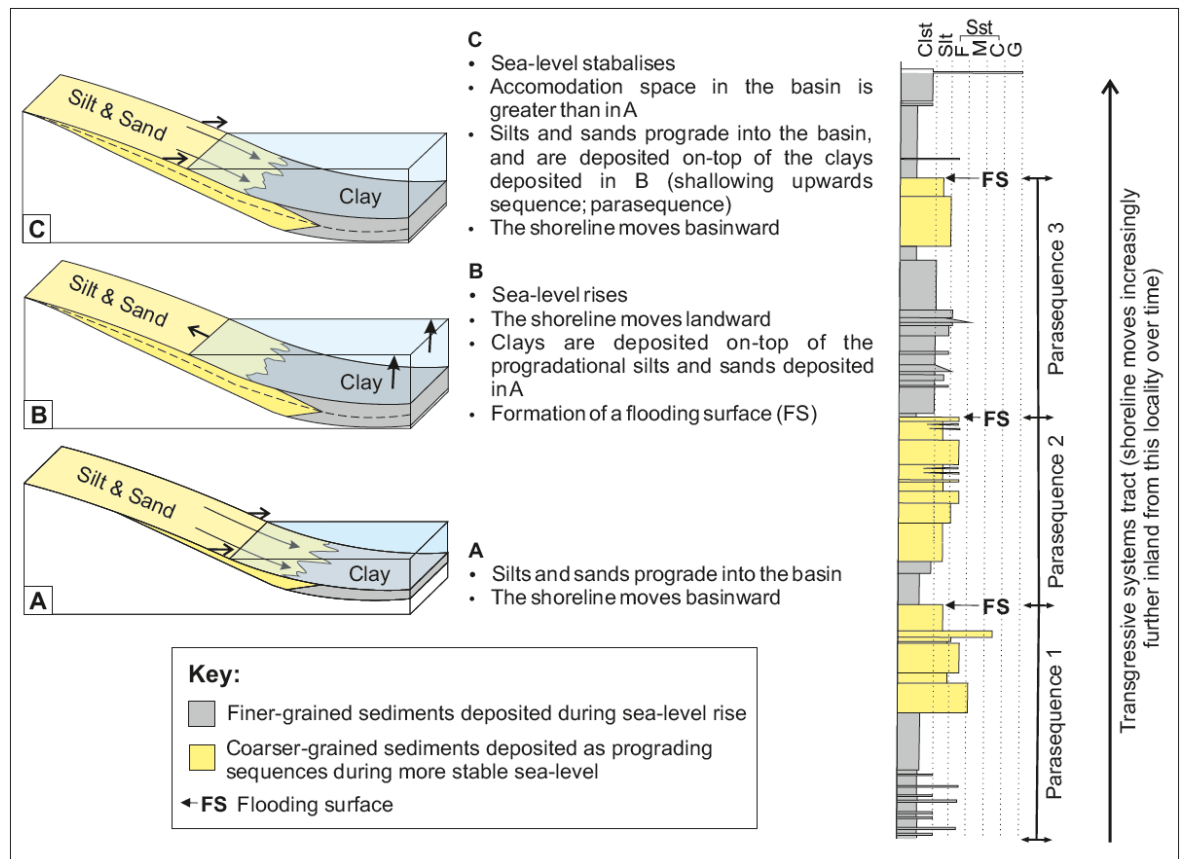 C
• Sea-level stabalises
• Accomodation space in the basin is
greater than in A
• Silts and sands prograde into the basin,
and are deposited on-top of the clays
deposited in B (shallowing upwards
sequence; parasequence)
• The shoreline moves basinward
Silt & Sand
Clay
C
B
• Sea-level rises
• The shoreline moves landward
• Clays are deposited on-top of the
progradational silts and sands deposited
in A
• Formation of a flooding surface (FS)
Silt & Sand
Clay
B
A
• Silts and sands prograde into the basin
• The shoreline moves basinward
Silt & Sand
Clay
A
Key:
Finer-grained sediments deposited during sea-level rise
Coarser-grained sediments deposited as prograding
sequences during more stable sea-level
FS Flooding surface
Sst
Clst Slt F M C G
FS
Parasequence 3
FS
Parasequence 2
FS
Parasequence 1
Transgressive systems tract (shoreline moves increasingly
further inland from this locality over time)